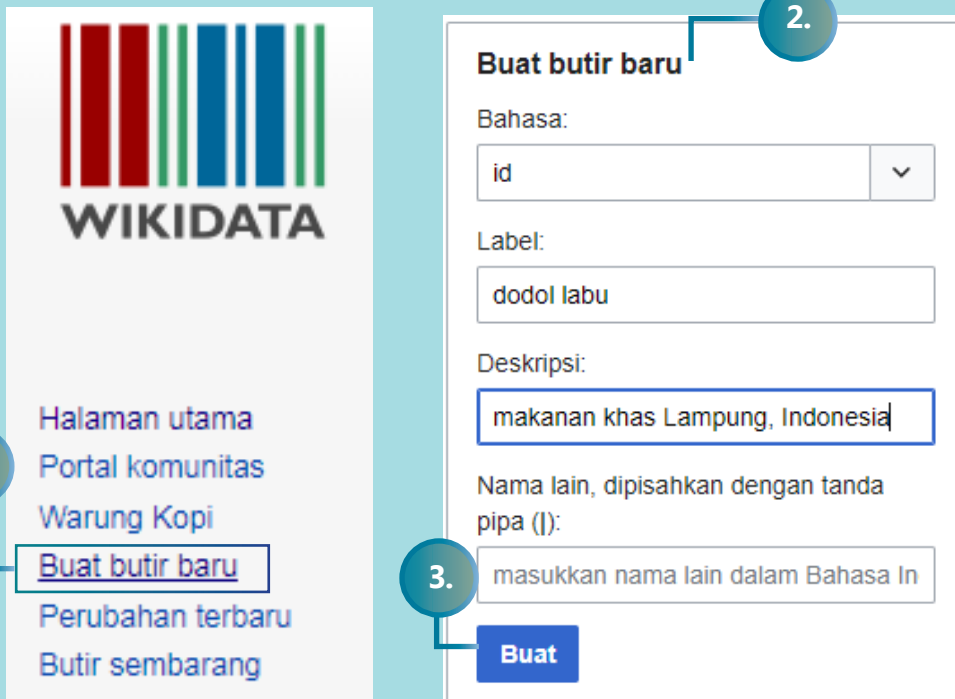 WIKIDATA
Halaman utama
Portal komunitas
Warung Kopi
Buat butir baru
Perubahan terbaru
Butir sembarang
2.
Buat butir baru
Bahasa:
id
Label:
dodol labu
Deskripsi:
makanan khas Lampung, Indonesia
Nama lain, dipisahkan dengan tanda
pipa (|):
masukkan nama lain dalam Bahasa In
3.
Buat